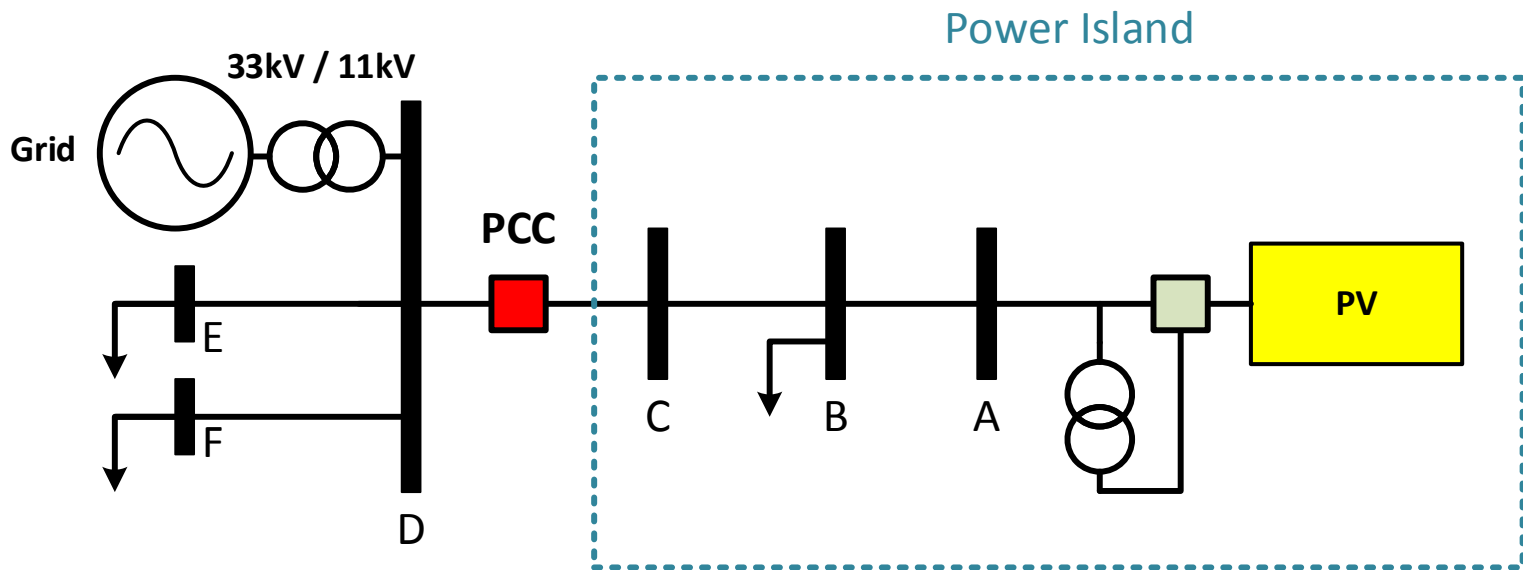 Power Island
33kV / 11kV
Grid
PCC
PV
E
F
D
C
B
A